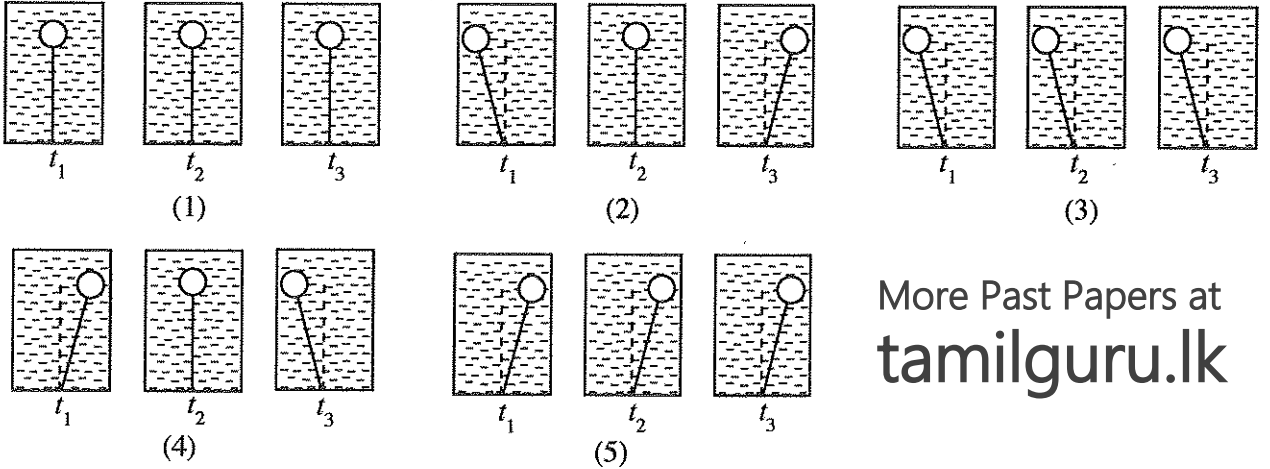 t₁ t₂ t₃ t₁ t₂ t₃ t₁ t₂ t₃
(1) (2) (3)
More Past Papers at
tamilguru.lk
t₁ t₂ t₃ t₁ t₂ t₃
(4) (5)